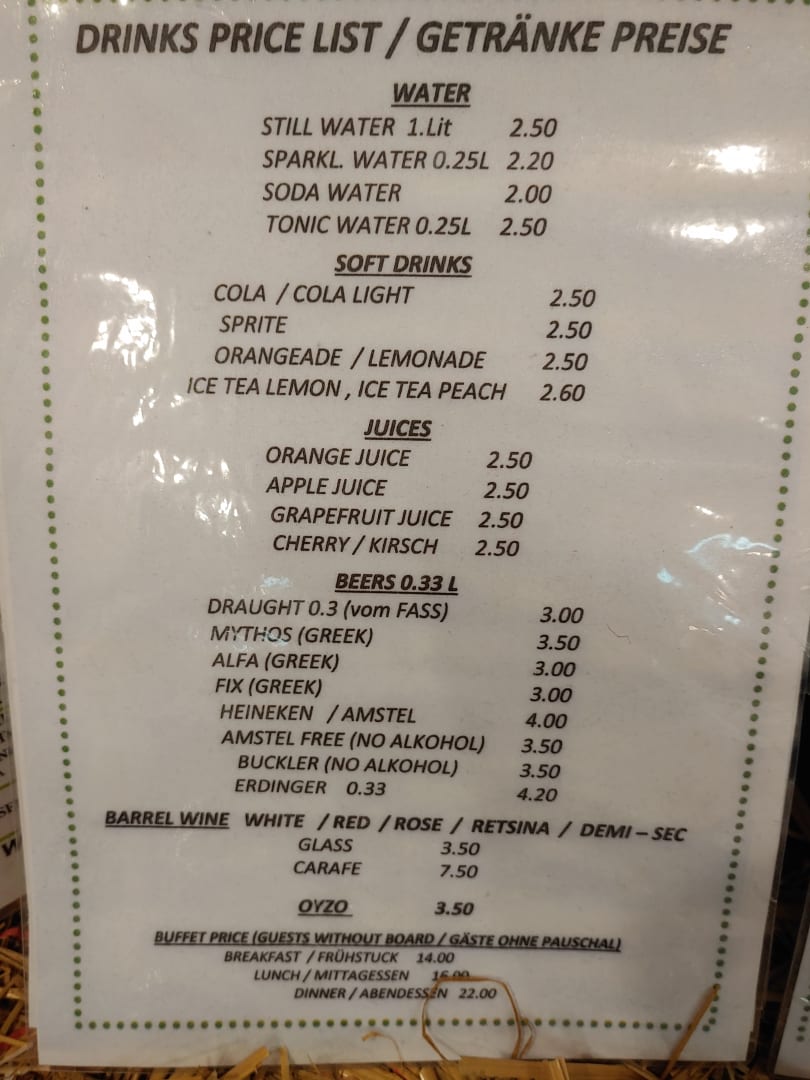 DRINKS PRICE LIST / GETRÄNKE PREISE
WATER
STILL WATER 1.Lit 2.50
SPARKL. WATER 0.25L 2.20
SODA WATER 2.00
TONIC WATER 0.25L 2.50
SOFT DRINKS
COLA / COLA LIGHT 2.50
SPRITE 2.50
ORANGEADE / LEMONADE 2.50
ICE TEA LEMON , ICE TEA PEACH 2.60
JUICES
ORANGE JUICE 2.50
APPLE JUICE 2.50
GRAPEFRUIT JUICE 2.50
CHERRY / KIRSCH 2.50
BEERS 0.33 L
DRAUGHT 0.3 (vom FASS) 3.00
MYTHOS (GREEK) 3.50
ALFA (GREEK) 3.00
FIX (GREEK) 3.00
HEINEKEN / AMSTEL 4.00
AMSTEL FREE (NO ALKOHOL) 3.50
BUCKLER (NO ALKOHOL) 3.50
ERDINGER 0.33 4.20
BARREL WINE WHITE / RED / ROSE / RETSINA / DEMI – SEC
GLASS 3.50
CARAFE 7.50
OYZO 3.50
BUFFET PRICE (GUESTS WITHOUT BOARD / GÄSTE OHNE PAUSCHAL)
BREAKFAST / FRÜHSTUCK 14.00
LUNCH / MITTAGESSEN 16.00
DINNER / ABENDESSEN 22.00